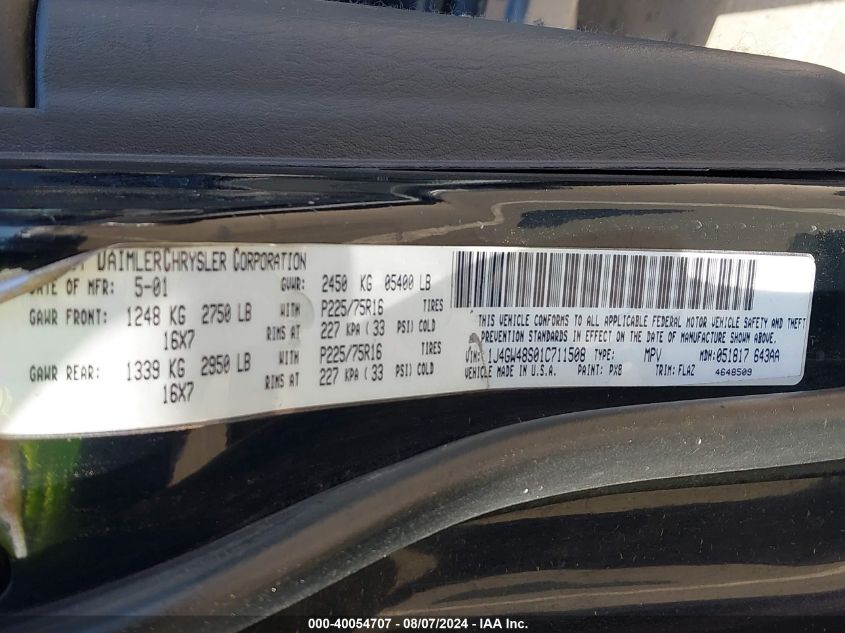 DAIMLERCHRYSLER CORPORATION
DATE OF MFR: 5-01 GVWR: 2450 KG 05400 LB
GAWR FRONT: 1248 KG 2750 LB WITH P225/75R16 TIRES
16X7 RIMS AT 227 KPA ( 33 PSI) COLD
GAWR REAR: 1339 KG 2950 LB WITH P225/75R16 TIRES
16X7 RIMS AT 227 KPA ( 33 PSI) COLD
THIS VEHICLE CONFORMS TO ALL APPLICABLE FEDERAL MOTOR VEHICLE SAFETY AND THEFT
PREVENTION STANDARDS IN EFFECT ON THE DATE OF MANUFACTURE SHOWN ABOVE.
VIN: 1J4GW48S01C711508 TYPE: MPV MDH: 051817 643AA
VEHICLE MADE IN U.S.A. PAINT: PX8 TRIM: FLAZ 4648509
000-40054707 - 08/07/2024 - IAA Inc.